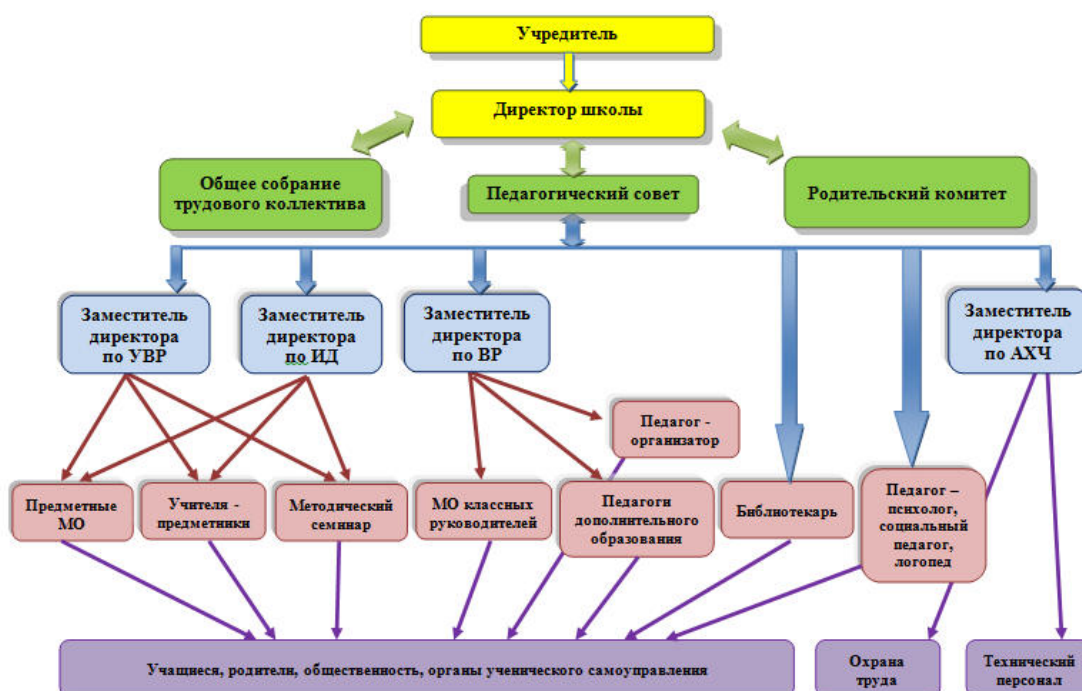 Учредитель
Директор школы
Общее собрание
трудового коллектива
Педагогический совет
Родительский комитет
Заместитель
директора
по УВР
Заместитель
директора
по ИД
Заместитель
директора
по ВР
Заместитель
директора
по АХЧ
Педагог -
организатор
Предметные
МО
Учителя -
предметники
Методический
семинар
МО классных
руководителей
Педагоги
дополнительного
образования
Библиотекарь
Педагог –
психолог,
социальный
педагог,
логопед
Учащиеся, родители, общественность, органы ученического самоуправления
Охрана
труда
Технический
персонал